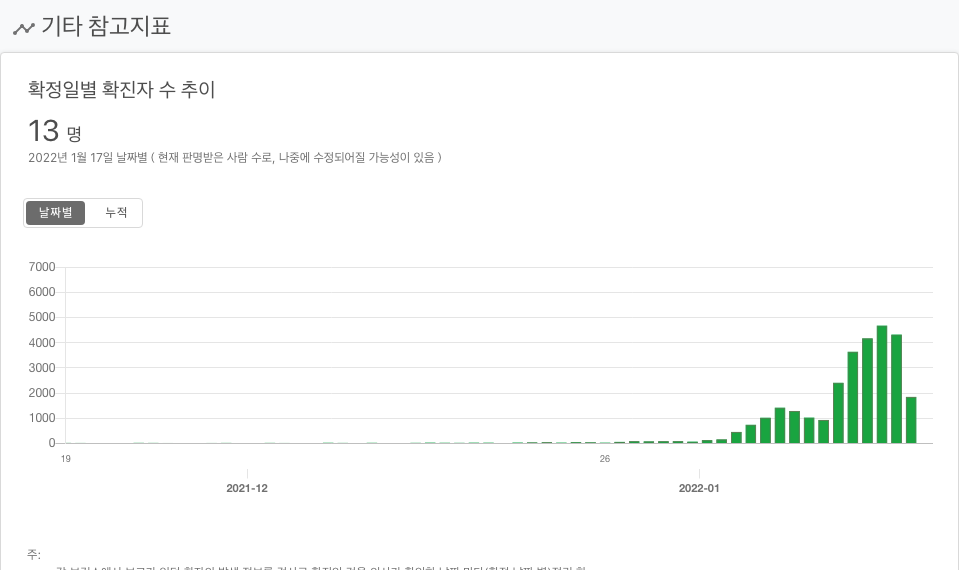 기타 참고지표
확정일별 확진자 수 추이
13 명
2022년 1월 17일 날짜별 ( 현재 판명받은 사람 수로, 나중에 수정되어질 가능성이 있음 )
날짜별 누적
7000
6000
5000
4000
3000
2000
1000
0
19 26
2021-12 2022-01
주: